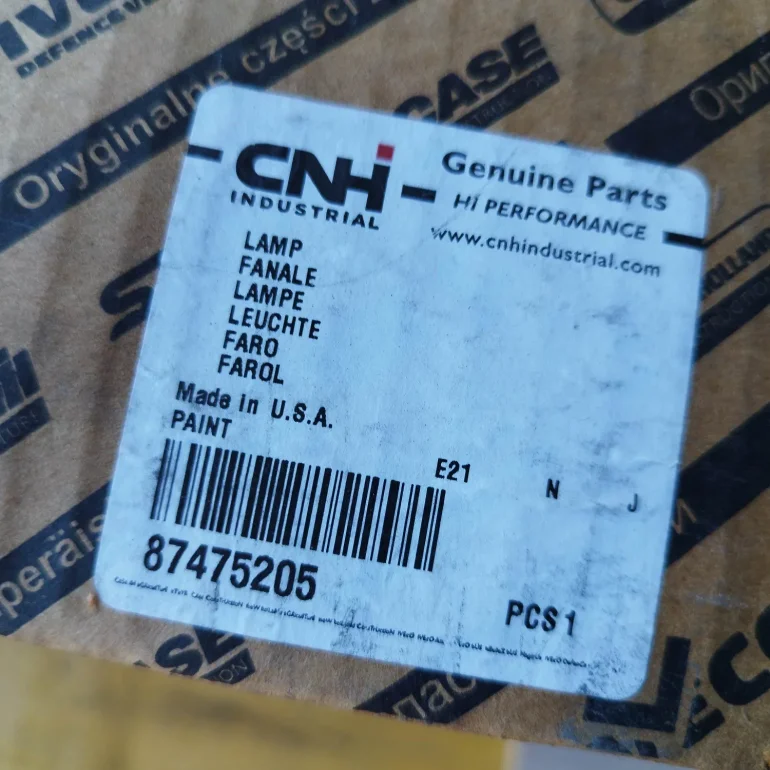 DEFENCE
Oryginalne części
CASE
CNH
INDUSTRIAL
Genuine Parts
Hi PERFORMANCE
www.cnhindustrial.com
LAMP
FANALE
LAMPE
LEUCHTE
FARO
FAROL
Made in U.S.A.
PAINT
E21 N J
87475205
PCS 1